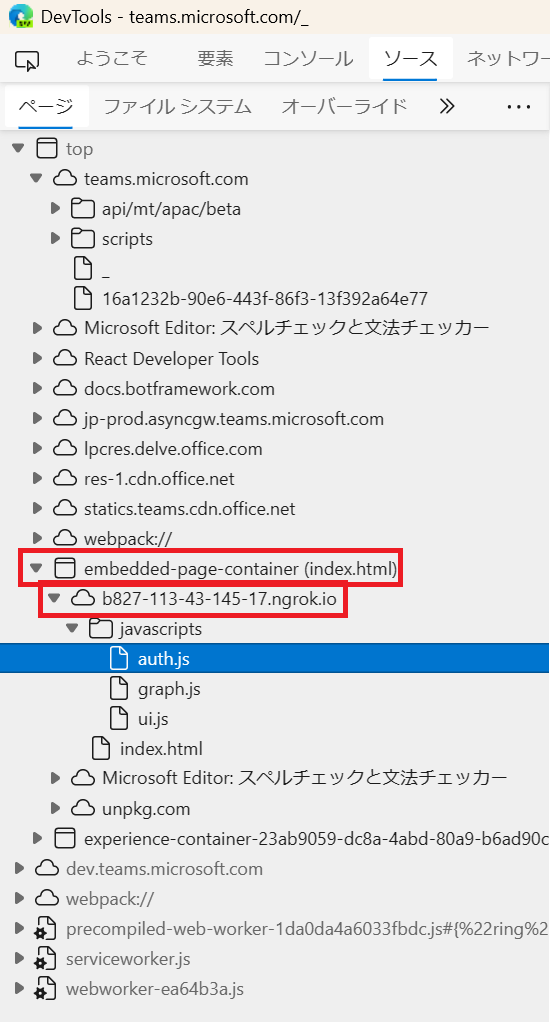 DevTools - teams.microsoft.com/_
ようこそ 要素 コンソール ソース ネットワー
ページ ファイル システム オーバーライド
top
teams.microsoft.com
api/mt/apac/beta
scripts
_
16a1232b-90e6-443f-86f3-13f392a64e77
Microsoft Editor: スペルチェックと文法チェッカー
React Developer Tools
docs.botframework.com
jp-prod.asyncgw.teams.microsoft.com
lpcres.delve.office.com
res-1.cdn.office.net
statics.teams.cdn.office.net
webpack://
embedded-page-container (index.html)
b827-113-43-145-17.ngrok.io
javascripts
auth.js
graph.js
ui.js
index.html
Microsoft Editor: スペルチェックと文法チェッカー
unpkg.com
experience-container-23ab9059-dc8a-4abd-80a9-b6ad90c
dev.teams.microsoft.com
webpack://
precompiled-web-worker-1da0da4a6033fbdc.js#{%22ring%2
serviceworker.js
webworker-ea64b3a.js